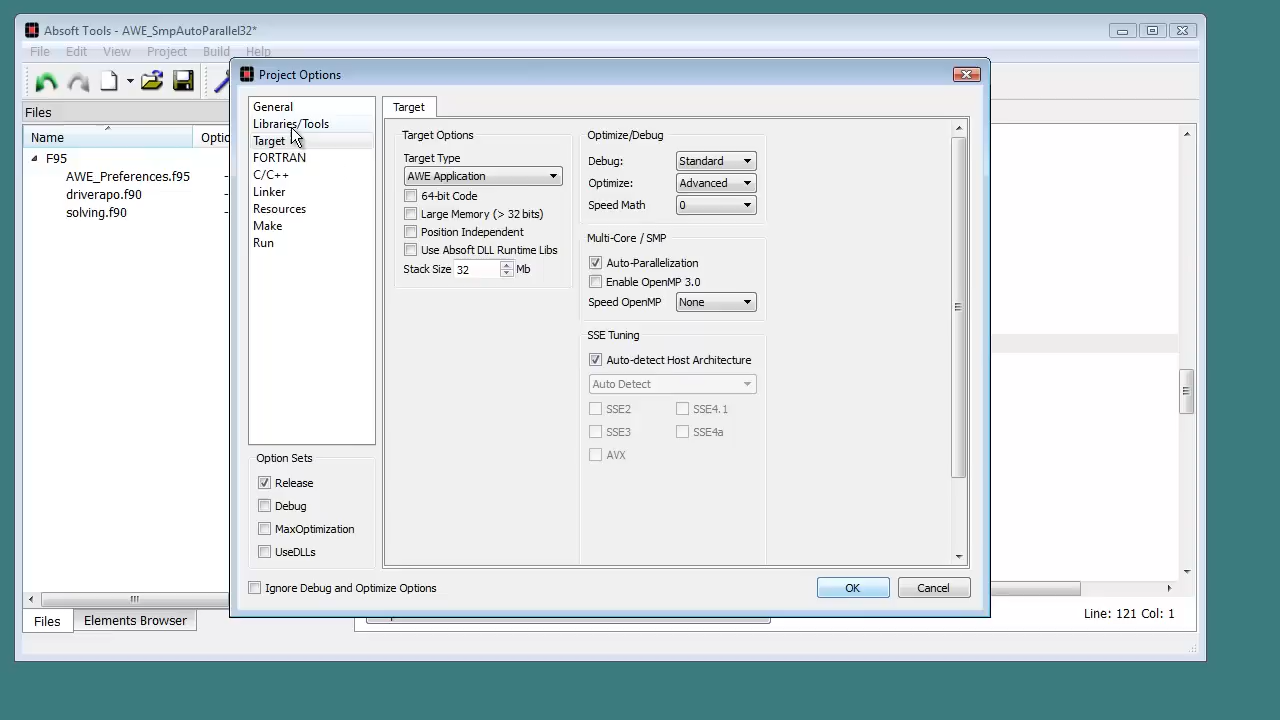 Absoft Tools - AWE_SmpAutoParallel32*
File Edit View Project Build Help
Files
Name Optic
F95
AWE_Preferences.f95
driverapo.f90
solving.f90
Files
Elements Browser
Line: 121 Col: 1
Project Options
General
Libraries/Tools
Target
FORTRAN
C/C++
Linker
Resources
Make
Run
Option Sets
Release
Debug
MaxOptimization
UseDLLs
Ignore Debug and Optimize Options
Target
Target Options
Target Type
AWE Application
64-bit Code
Large Memory (> 32 bits)
Position Independent
Use Absoft DLL Runtime Libs
Stack Size 32 Mb
Optimize/Debug
Debug: Standard
Optimize: Advanced
Speed Math 0
Multi-Core / SMP
Auto-Parallelization
Enable OpenMP 3.0
Speed OpenMP None
SSE Tuning
Auto-detect Host Architecture
Auto Detect
SSE2 SSE4.1
SSE3 SSE4a
AVX
OK Cancel